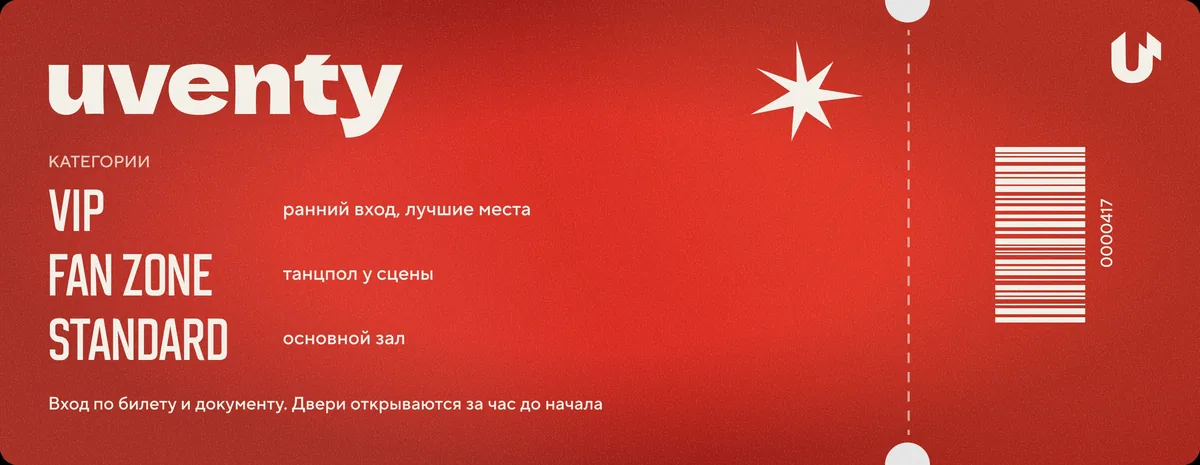 uventy
КАТЕГОРИИ
VIP
ранний вход, лучшие места
FAN ZONE
танцпол у сцены
STANDARD
основной зал
Вход по билету и документу. Двери открываются за час до начала
0000417